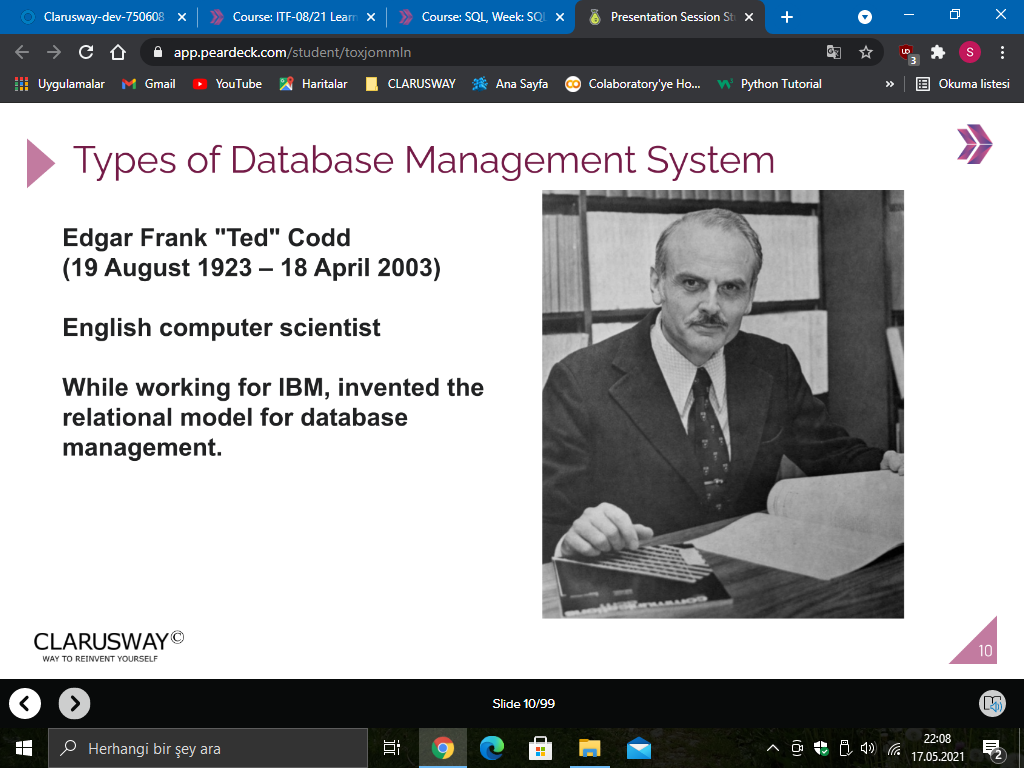 Clarusway-dev-750608
Course: ITF-08/21 Learn
Course: SQL, Week: SQL
Presentation Session St
app.peardeck.com/student/toxjommln
3
S
Uygulamalar
Gmail
YouTube
Haritalar
CLARUSWAY
Ana Sayfa
Colaboratory'ye Ho...
Python Tutorial
»
Okuma listesi
Types of Database Management System
Edgar Frank "Ted" Codd
(19 August 1923 – 18 April 2003)
English computer scientist
While working for IBM, invented the
relational model for database
management.
CLARUSWAY©
WAY TO REINVENT YOURSELF
10
Slide 10/99
Herhangi bir şey ara
22:08
17.05.2021
2